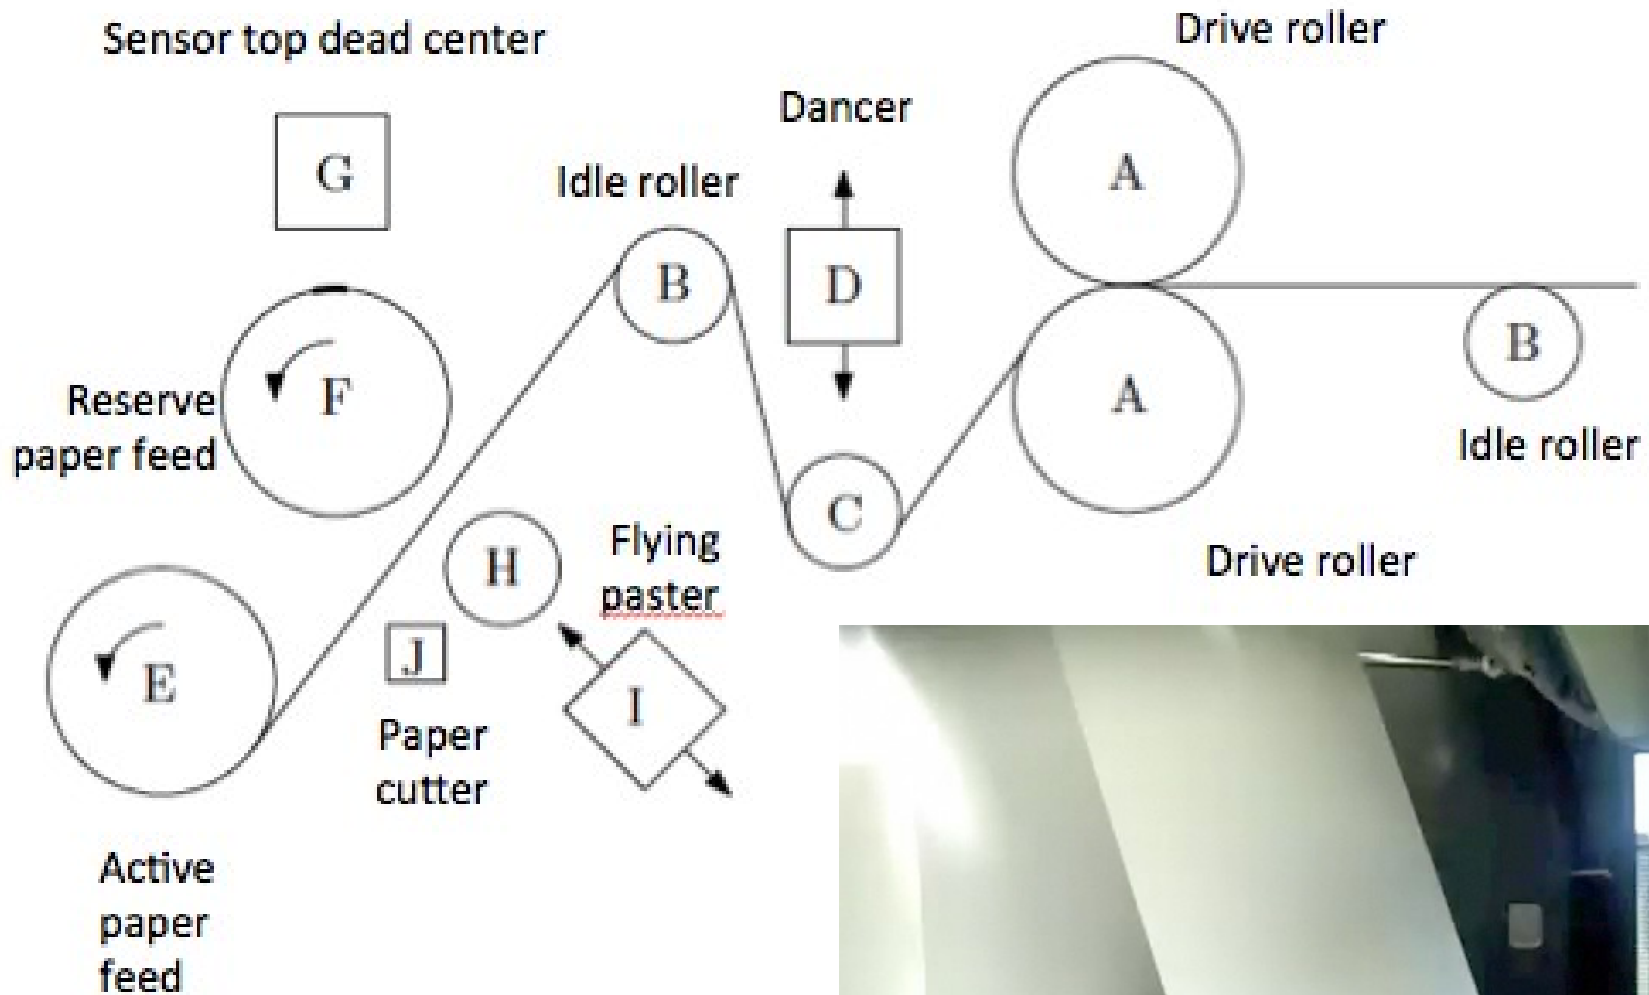 Sensor top dead center
Drive roller
Dancer
A
G
Idle roller
B
D
F
Reserve
paper feed
A
B
Idle roller
C
H
Flying
paster
Drive roller
E
J
I
Paper
cutter
Active
paper
feed